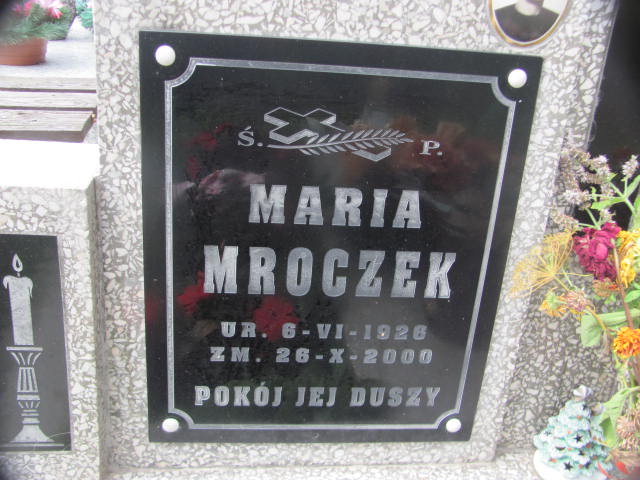 Ś. P.
MARIA
MROCZEK
UR. 6-VI-1926
ZM. 26-X-2000
POKÓJ JEJ DUSZY